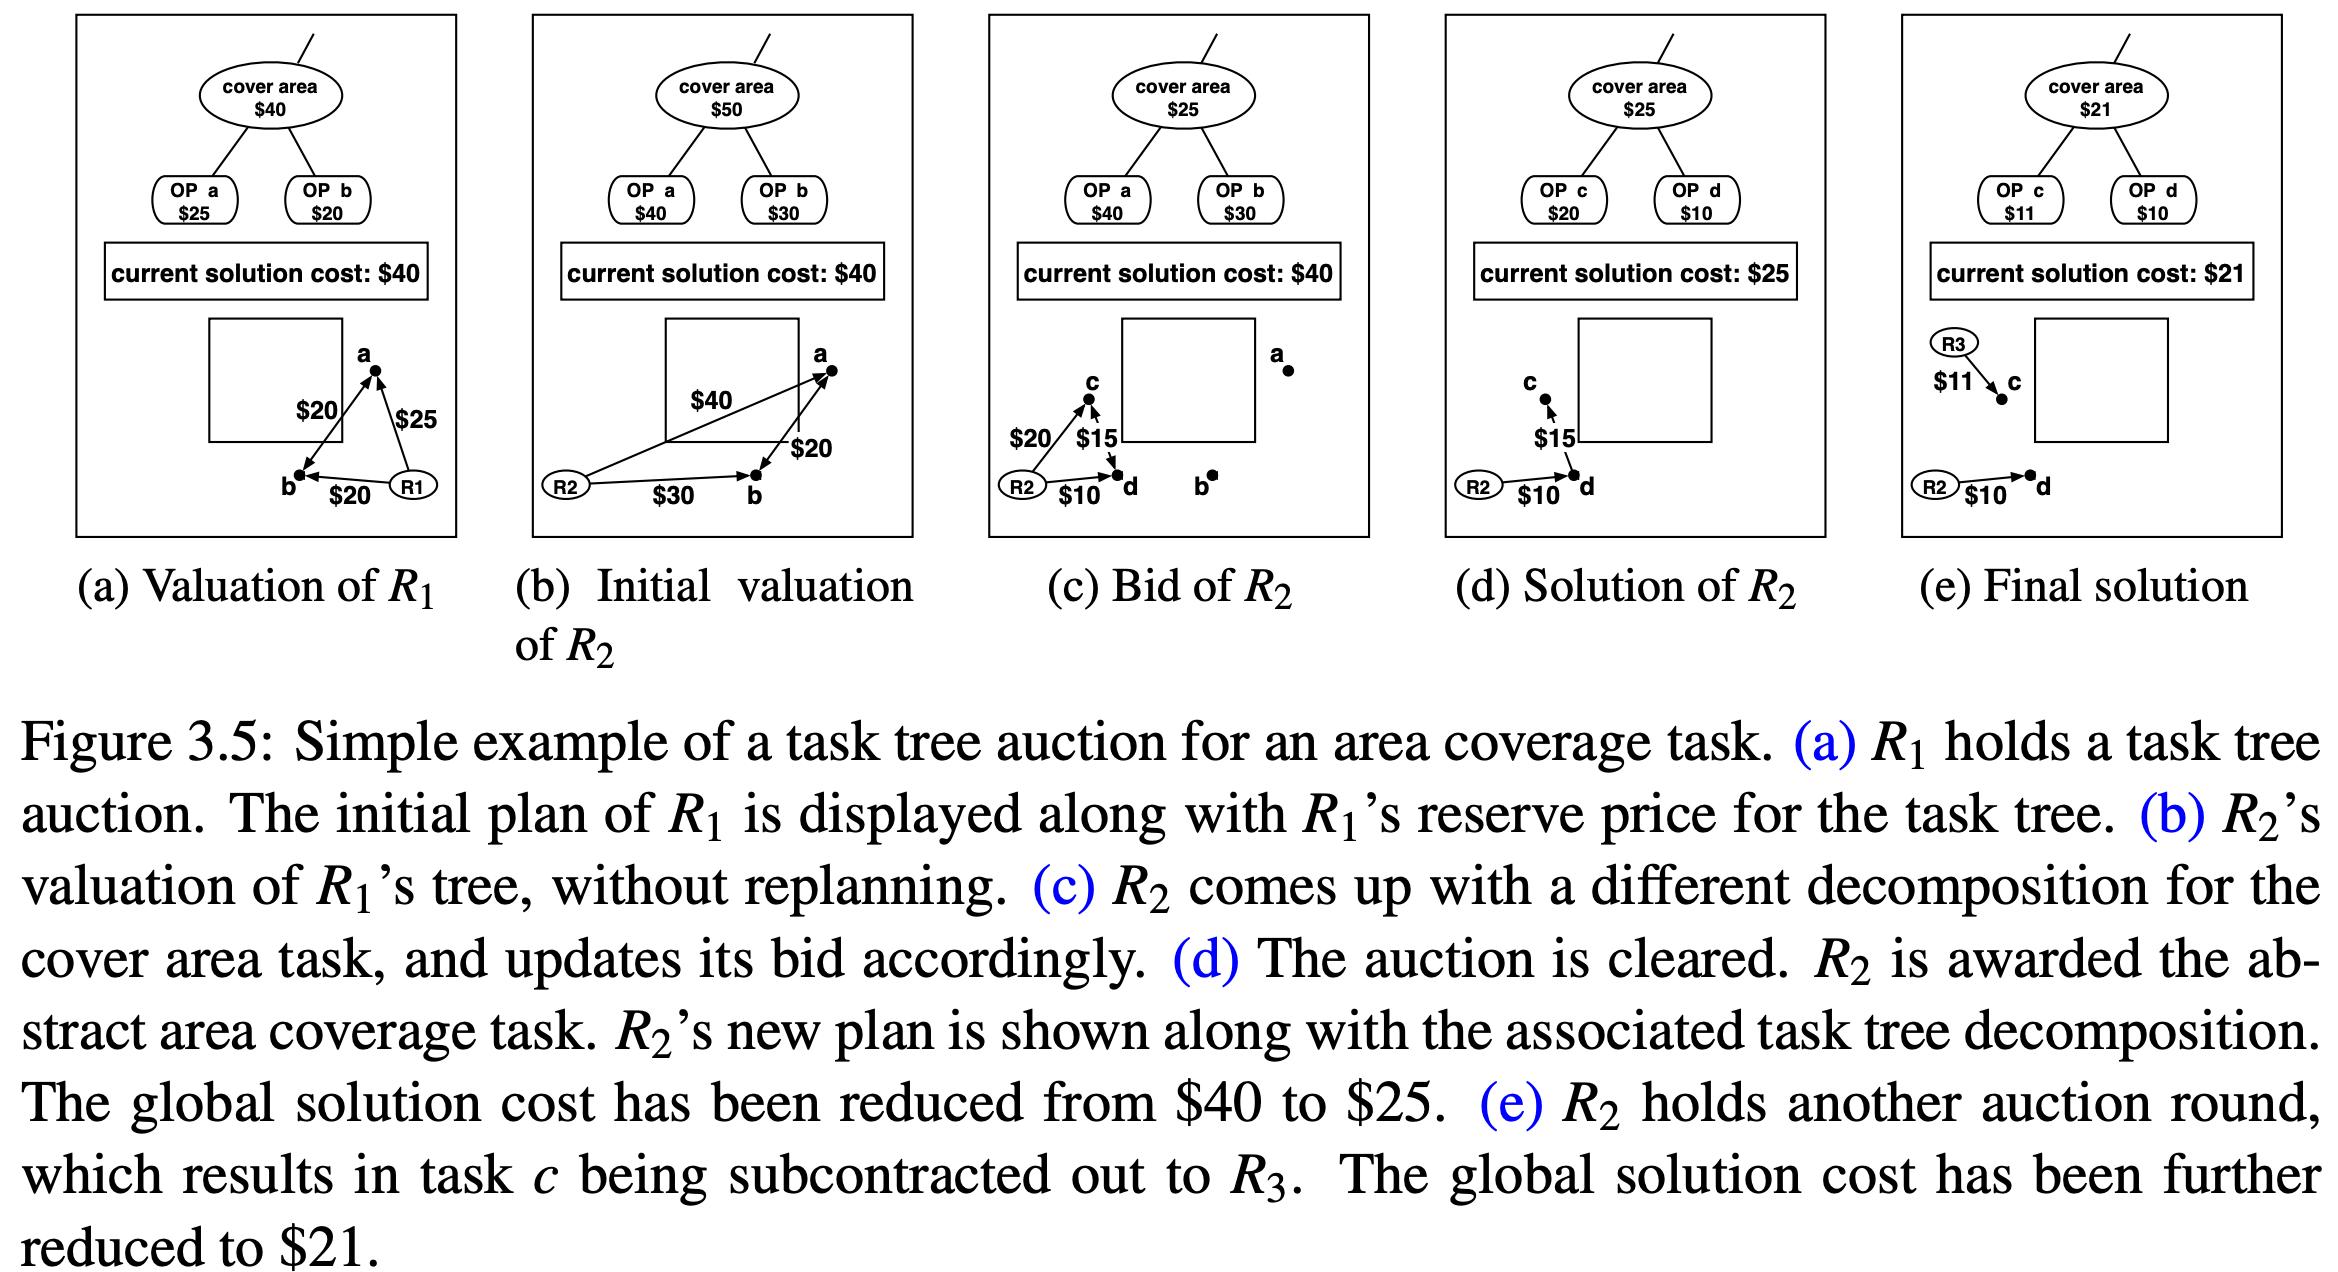 cover area
$40
OP a
$25
OP b
$20
current solution cost: $40
a
$20
$25
b
$20
R1
(a) Valuation of R1
cover area
$50
OP a
$40
OP b
$30
current solution cost: $40
a
$40
$20
R2
$30
b
(b) Initial valuation
of R2
cover area
$25
OP a
$40
OP b
$30
current solution cost: $40
a
c
$20
$15
R2
$10
d
b
(c) Bid of R2
cover area
$25
OP c
$20
OP d
$10
current solution cost: $25
c
$15
R2
$10
d
(d) Solution of R2
cover area
$21
OP c
$11
OP d
$10
current solution cost: $21
R3
$11
c
R2
$10
d
(e) Final solution
Figure 3.5: Simple example of a task tree auction for an area coverage task. (a) R1 holds a task tree
auction. The initial plan of R1 is displayed along with R1's reserve price for the task tree. (b) R2's
valuation of R1's tree, without replanning. (c) R2 comes up with a different decomposition for the
cover area task, and updates its bid accordingly. (d) The auction is cleared. R2 is awarded the ab-
stract area coverage task. R2's new plan is shown along with the associated task tree decomposition.
The global solution cost has been reduced from $40 to $25. (e) R2 holds another auction round,
which results in task c being subcontracted out to R3. The global solution cost has been further
reduced to $21.